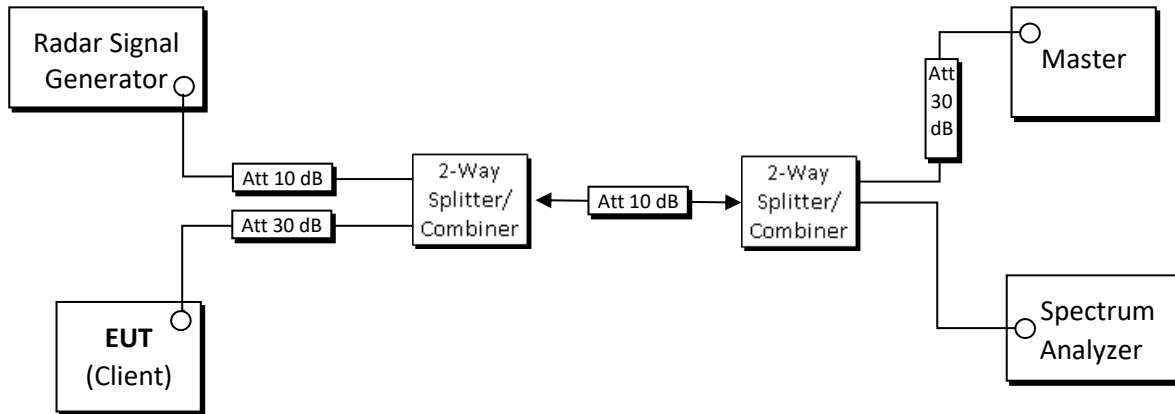 Radar Signal
Generator
Att 10 dB
Att 30 dB
EUT
(Client)
2-Way
Splitter/
Combiner
Att 10 dB
2-Way
Splitter/
Combiner
Att
30
dB
Master
Spectrum
Analyzer